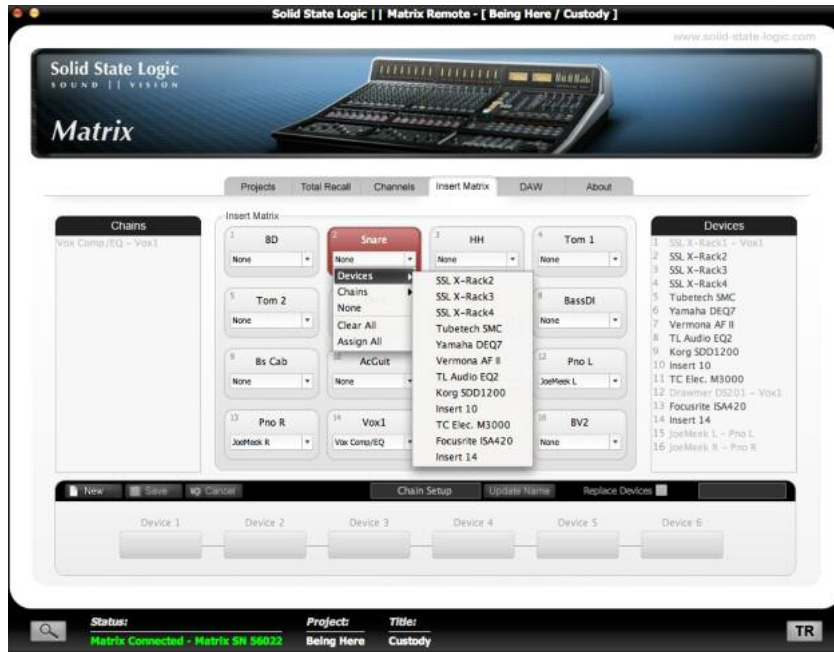 Solid State Logic || Matrix Remote - [ Being Here / Custody ]
www.solid-state-logic.com
Solid State Logic
SOUND || VISION
Matrix
Projects Total Recall Channels Insert Matrix DAW About
Chains
Vox Comp/EQ - Vox1
Insert Matrix
1 BD
None
2 Snare
None
3 HH
None
4 Tom 1
None
5 Tom 2
None
8 BassDI
None
9 Bs Cab
None
10 AcGuit
None
12 Pno L
JoeMeek L
13 Pno R
JoeMeek R
14 Vox1
Vox Comp/EQ
16 BV2
None
Devices
Chains
None
Clear All
Assign All
SSL X-Rack2
SSL X-Rack3
SSL X-Rack4
Tubetech SMC
Yamaha DEQ7
Vermona AF II
TL Audio EQ2
Korg SDD1200
Insert 10
TC Elec. M3000
Focusrite ISA420
Insert 14
Devices
1 SSL X-Rack1 - Vox1
2 SSL X-Rack2
3 SSL X-Rack3
4 SSL X-Rack4
5 Tubetech SMC
6 Yamaha DEQ7
7 Vermona AF II
8 TL Audio EQ2
9 Korg SDD1200
10 Insert 10
11 TC Elec. M3000
12 Drawmer DS201 - Vox1
13 Focusrite ISA420
14 Insert 14
15 JoeMeek L - Pno L
16 JoeMeek R - Pno R
New Save Cancel Chain Setup Update Name Replace Devices
Device 1 Device 2 Device 3 Device 4 Device 5 Device 6
Status: Project: Title:
Matrix Connected - Matrix SN 56022 Being Here Custody
TR